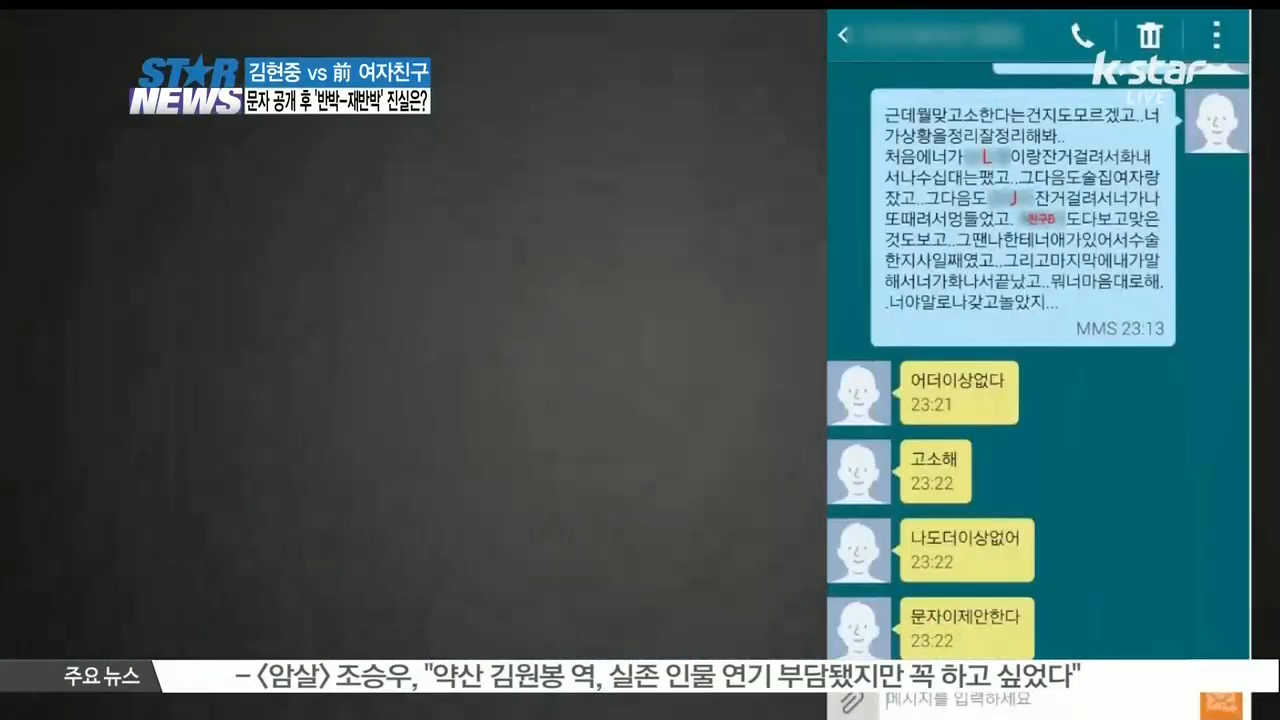 STAR
NEWS
김현중 vs 前 여자친구
문자 공개 후 '반박-재반박' 진실은?
k·star
LIVE
근데뭘맞고소한다는건지도모르겠고..너
가상황을정리잘정리해봐..
처음에너가 L 이랑잔거걸려서화내
서나수십대는팼고..그다음도술집여자랑
잤고..그다음도 J 잔거걸려서너가나
또때려서멍들었고. 친구B 도다보고맞은
것도보고..그땐나한테너애가있어서수술
한지사일째였고..그리고마지막에내가말
해서너가화나서끝났고..뭐너마음대로해.
.너야말로나갖고놀았지...
MMS 23:13
어더이상없다
23:21
고소해
23:22
나도더이상없어
23:22
문자이제안한다
23:22
주요 뉴스
-〈암살〉 조승우, "약산 김원봉 역, 실존 인물 연기 부담됐지만 꼭 하고 싶었다"
메시지를 입력하세요